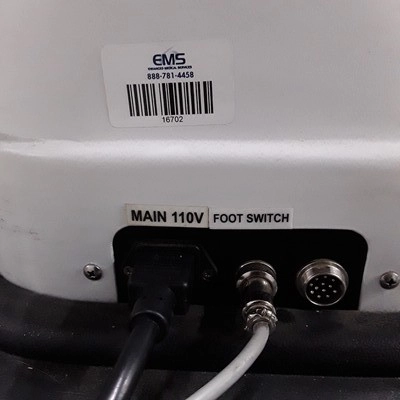 EMS
888-781-4458
16702
MAIN 110V
FOOT SWITCH